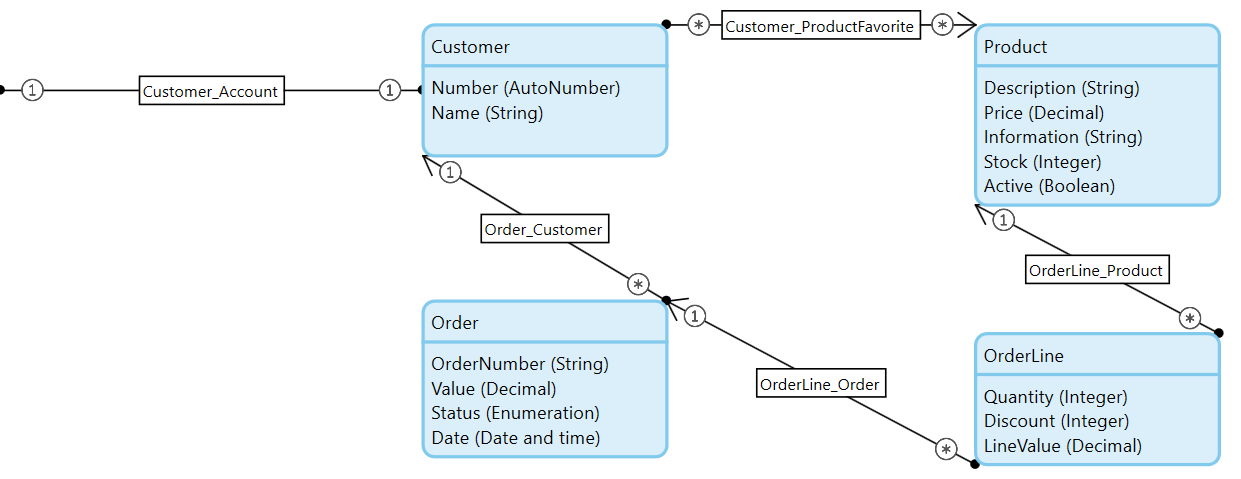 Customer_Account
1
1
Customer
Number (AutoNumber)
Name (String)
*
Customer_ProductFavorite
*
Product
Description (String)
Price (Decimal)
Information (String)
Stock (Integer)
Active (Boolean)
1
Order_Customer
*
1
OrderLine_Product
*
Order
OrderNumber (String)
Value (Decimal)
Status (Enumeration)
Date (Date and time)
1
OrderLine_Order
*
OrderLine
Quantity (Integer)
Discount (Integer)
LineValue (Decimal)